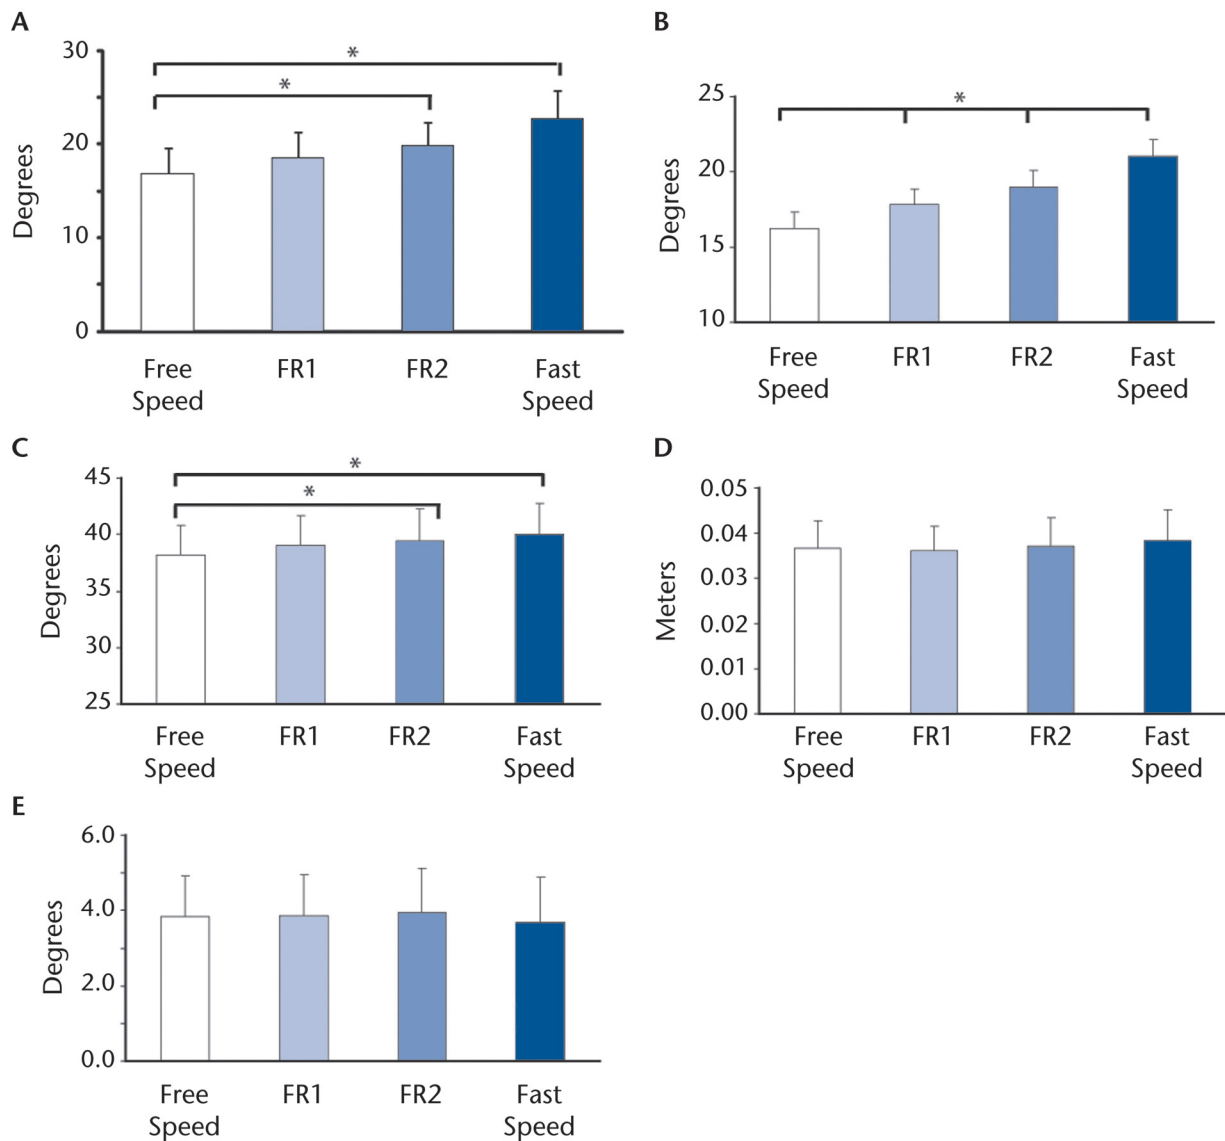 A
30
20
10
0
Degrees
*
*
Free
Speed
FR1
FR2
Fast
Speed
B
25
20
15
10
Degrees
*
Free
Speed
FR1
FR2
Fast
Speed
C
45
40
35
30
25
Degrees
*
*
Free
Speed
FR1
FR2
Fast
Speed
D
0.05
0.04
0.03
0.02
0.01
0.00
Meters
Free
Speed
FR1
FR2
Fast
Speed
E
6.0
4.0
2.0
0.0
Degrees
Free
Speed
FR1
FR2
Fast
Speed